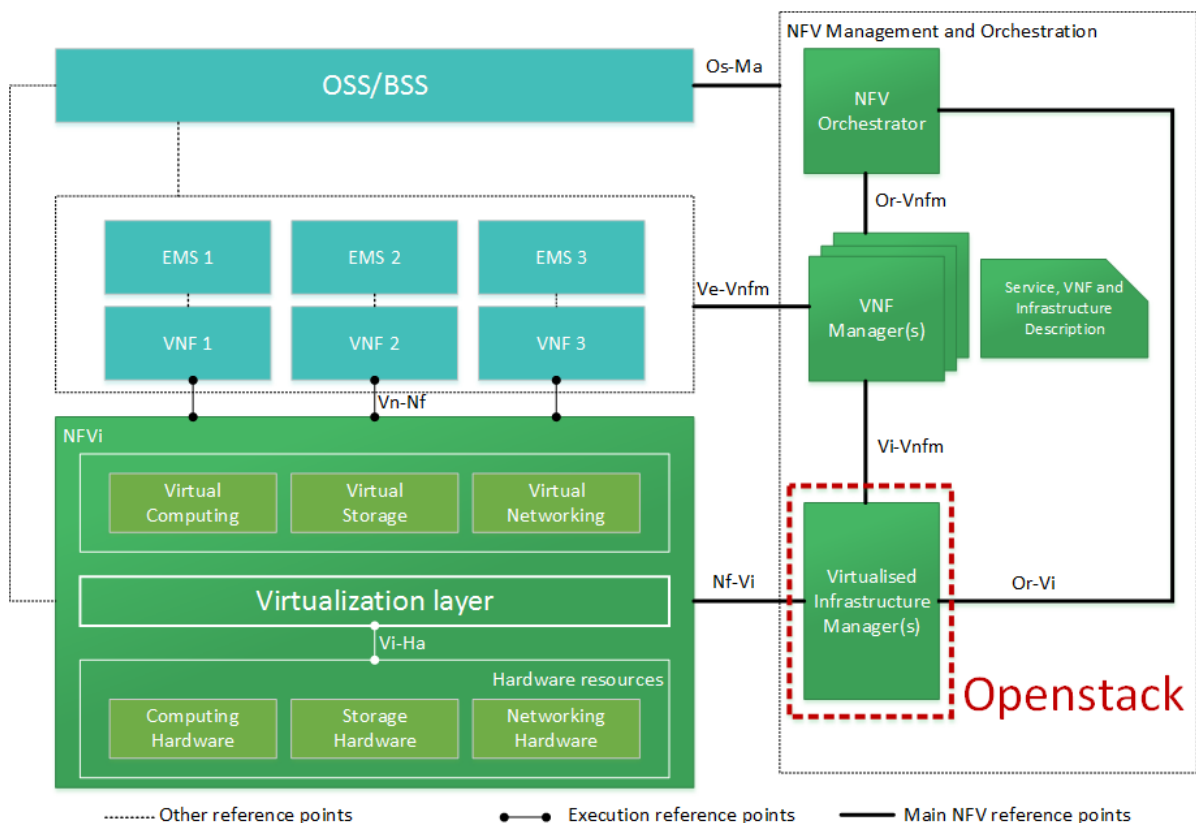 NFV Management and Orchestration
OSS/BSS
Os-Ma
NFV
Orchestrator
Or-Vnfm
EMS 1
EMS 2
EMS 3
Ve-Vnfm
VNF
Manager(s)
Service, VNF and
Infrastructure
Description
VNF 1
VNF 2
VNF 3
Vn-Nf
NFVi
Vi-Vnfm
Virtual
Computing
Virtual
Storage
Virtual
Networking
Virtualization layer
Nf-Vi
Virtualised
Infrastructure
Manager(s)
Or-Vi
Vi-Ha
Hardware resources
Openstack
Computing
Hardware
Storage
Hardware
Networking
Hardware
Other reference points
Execution reference points
Main NFV reference points